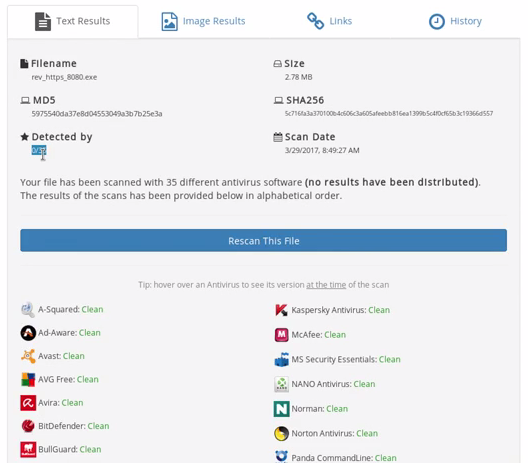 Text Results
Image Results
Links
History
Filename
rev_https_8080.exe
Size
2.78 MB
MD5
5975540da37e8d04553049a3b7b25e3a
SHA256
5c716fa3a370100b4c606c3a605afeebb816ea1399b5c4f0cf65b3c19366d557
Detected by
0/35
Scan Date
3/29/2017, 8:49:27 AM
Your file has been scanned with 35 different antivirus software (no results have been distributed).
The results of the scans has been provided below in alphabetical order.
Rescan This File
Tip: hover over an Antivirus to see its version at the time of the scan
A-Squared: Clean
Ad-Aware: Clean
Avast: Clean
AVG Free: Clean
Avira: Clean
BitDefender: Clean
BullGuard: Clean
Kaspersky Antivirus: Clean
McAfee: Clean
MS Security Essentials: Clean
NANO Antivirus: Clean
Norman: Clean
Norton Antivirus: Clean
Panda CommandLine: Clean